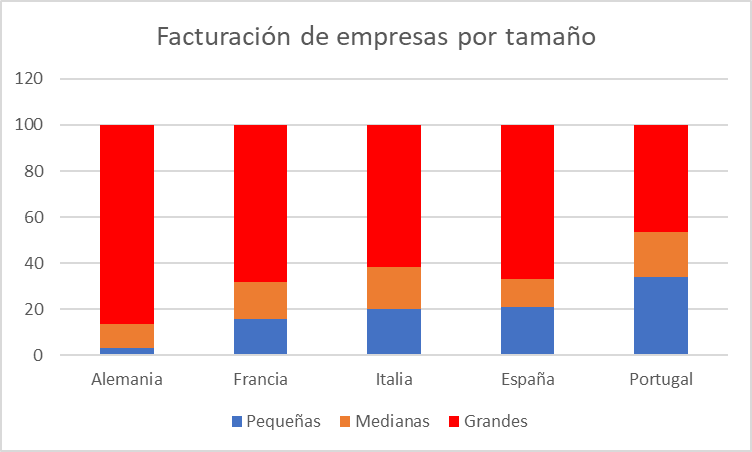 Facturación de empresas por tamaño
120
100
80
60
40
20
0
Alemania Francia Italia España Portugal
Pequeñas Medianas Grandes